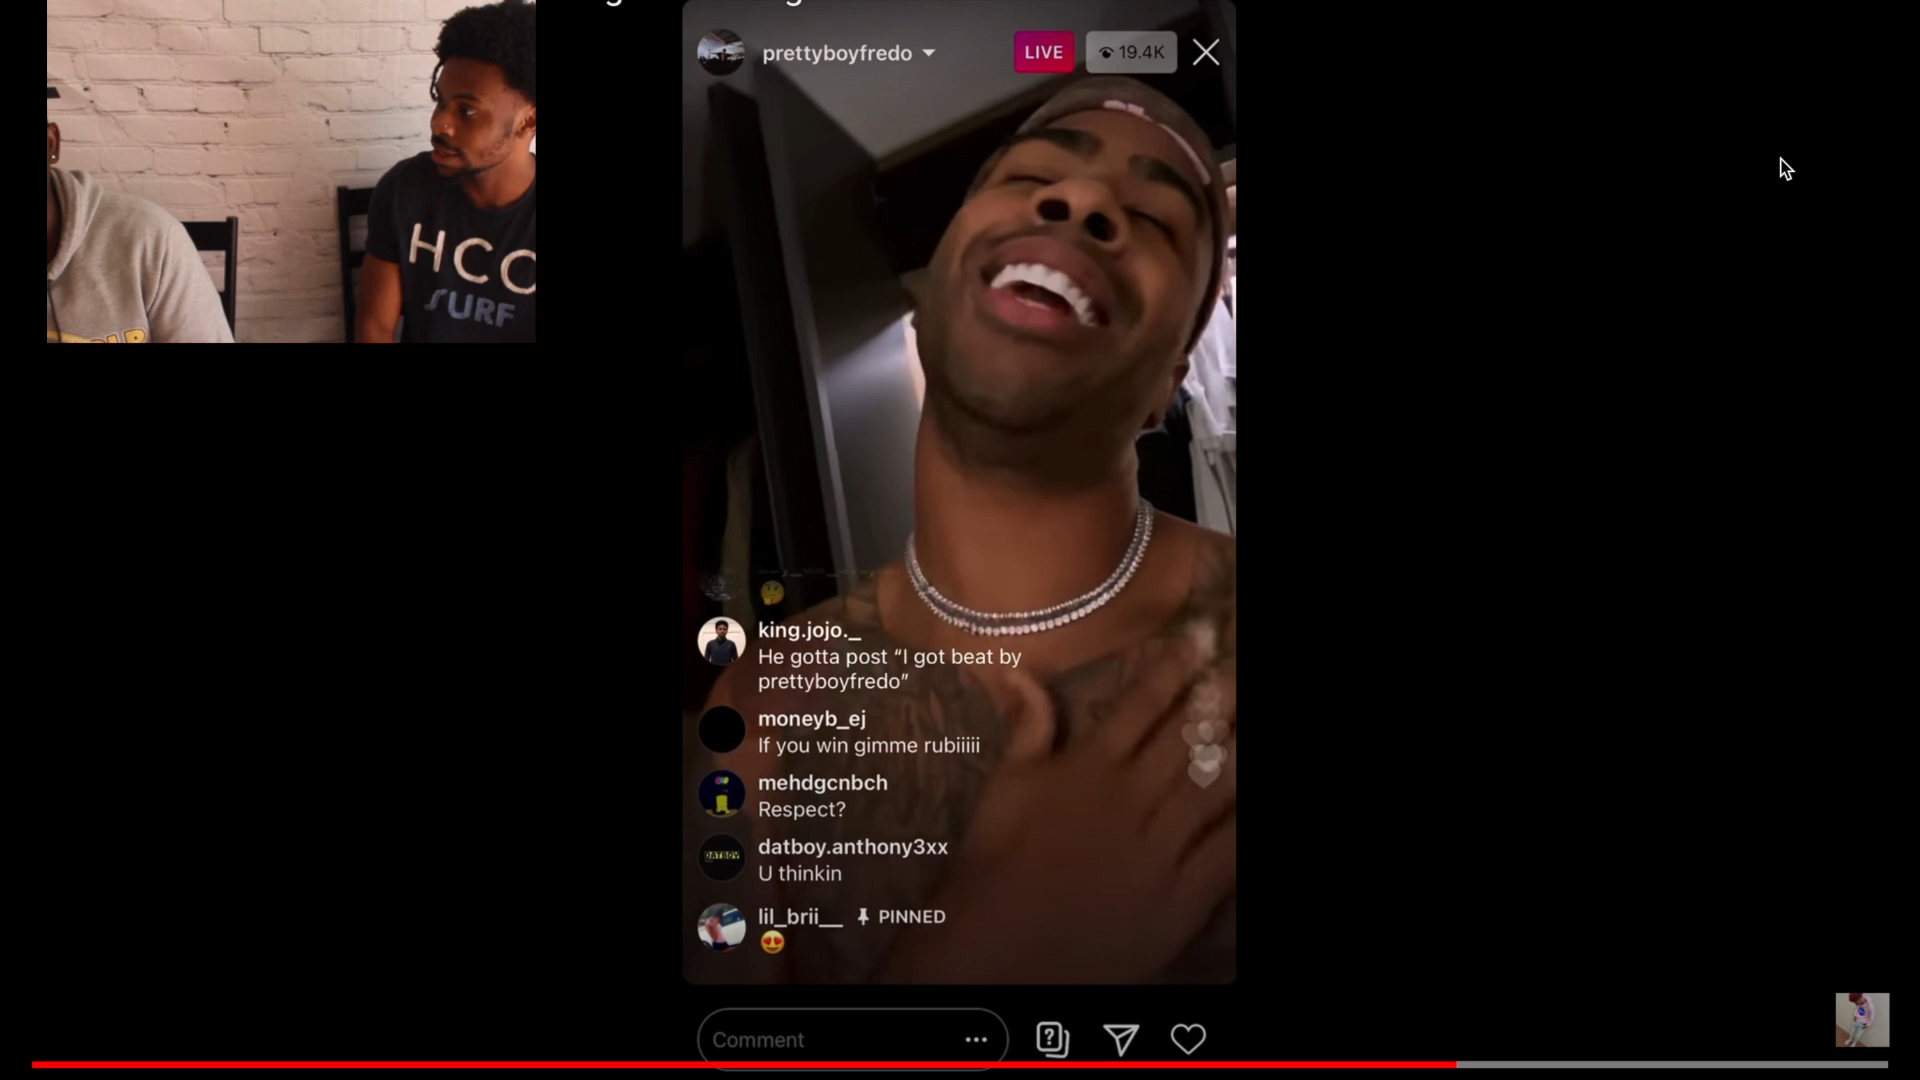 prettyboyfredo
LIVE
19.4K
HCO
SURF
king.jojo._
He gotta post “I got beat by
prettyboyfredo”
moneyb_ej
If you win gimme rubiiiii
mehdgcnbch
Respect?
datboy.anthony3xx
U thinkin
DATBOY
lil_brii__ PINNED
Comment